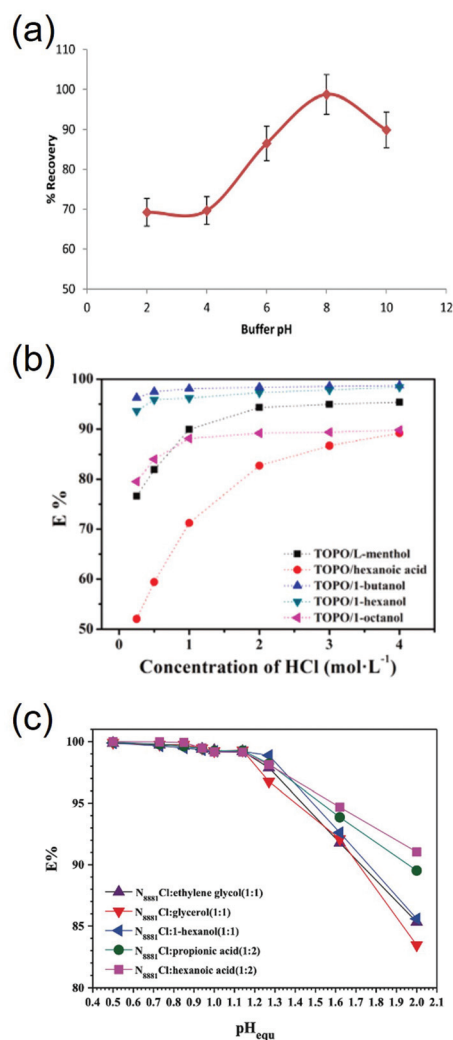 (a)
110
100
90
80
70
60
50
% Recovery
0 2 4 6 8 10 12
Buffer pH
(b)
100
90
80
70
60
50
E %
TOPO/L-menthol
TOPO/hexanoic acid
TOPO/1-butanol
TOPO/1-hexanol
TOPO/1-octanol
0 1 2 3 4
Concentration of HCl (mol·L⁻¹)
(c)
100
95
90
85
80
E%
N₈₈₈₁Cl:ethylene glycol(1:1)
N₈₈₈₁Cl:glycerol(1:1)
N₈₈₈₁Cl:1-hexanol(1:1)
N₈₈₈₁Cl:propionic acid(1:2)
N₈₈₈₁Cl:hexanoic acid(1:2)
0.4 0.5 0.6 0.7 0.8 0.9 1.0 1.1 1.2 1.3 1.4 1.5 1.6 1.7 1.8 1.9 2.0 2.1
pHequ